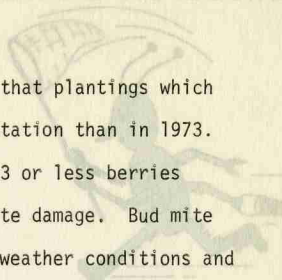 that plantings which
tation than in 1973.
3 or less berries
te damage. Bud mite
weather conditions and